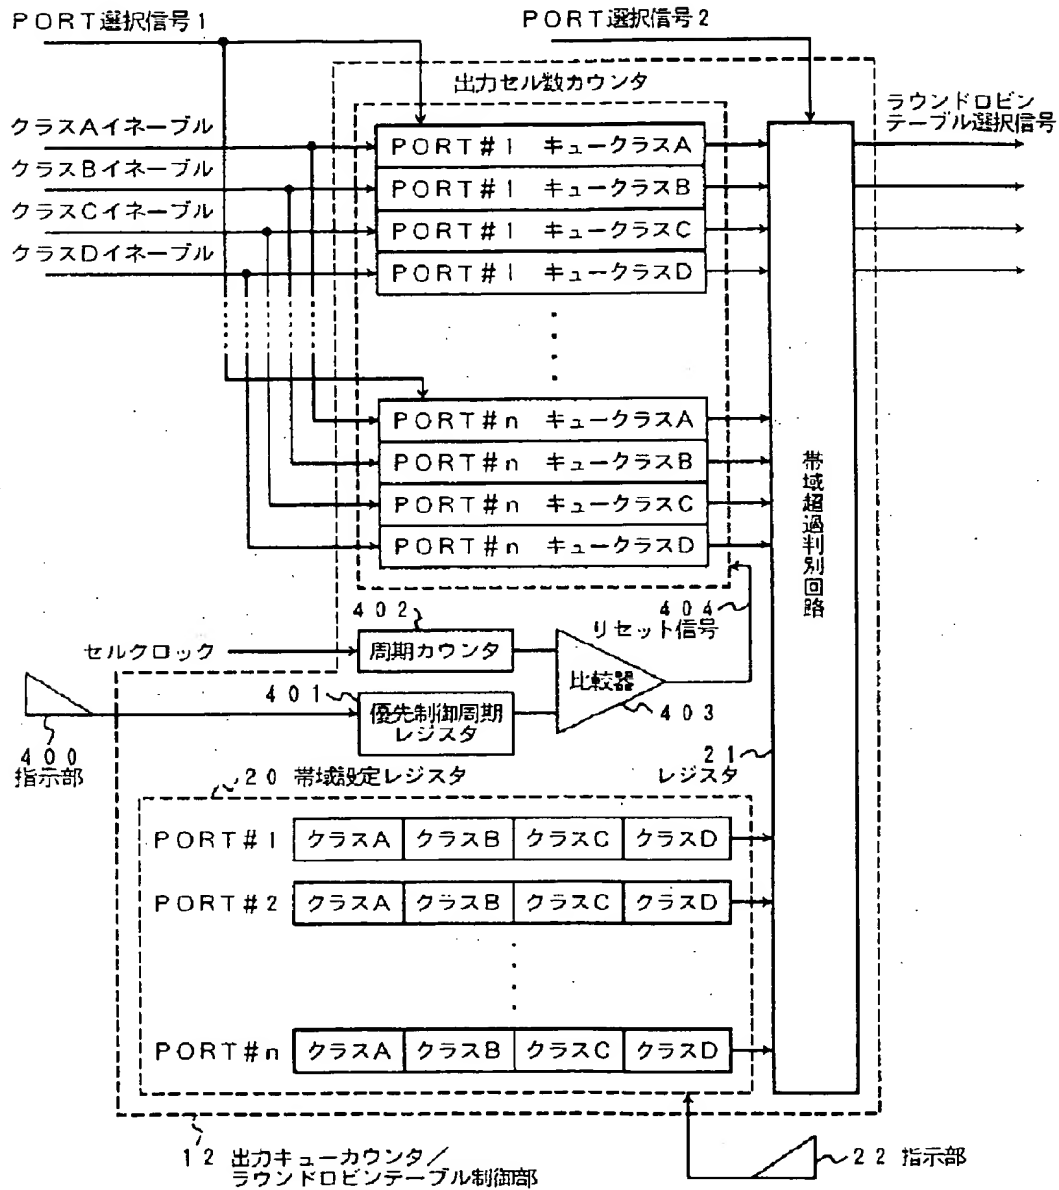 PORT選択信号1
PORT選択信号2
出力セル数カウンタ
ラウンドロビン
テーブル選択信号
クラスAイネーブル
クラスBイネーブル
クラスCイネーブル
クラスDイネーブル
PORT#1 キュークラスA
PORT#1 キュークラスB
PORT#1 キュークラスC
PORT#1 キュークラスD
PORT#n キュークラスA
PORT#n キュークラスB
PORT#n キュークラスC
PORT#n キュークラスD
帯域超過判別回路
402
404
リセット信号
セルクロック
周期カウンタ
比較器
401
403
優先制御周期
レジスタ
400
指示部
21
レジスタ
20 帯域設定レジスタ
PORT#1 クラスA クラスB クラスC クラスD
PORT#2 クラスA クラスB クラスC クラスD
PORT#n クラスA クラスB クラスC クラスD
12 出力キューカウンタ/
ラウンドロビンテーブル制御部
22 指示部